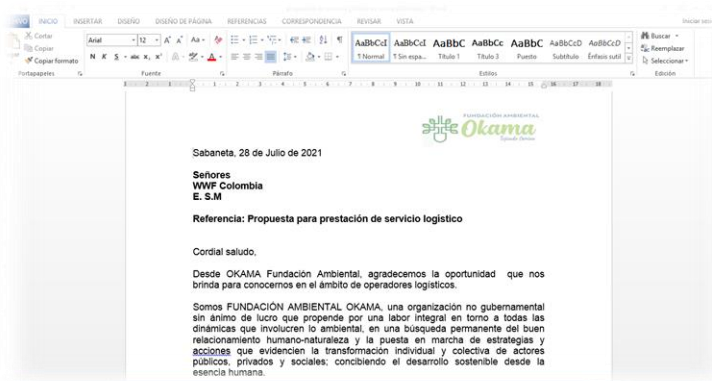 INICIO INSERTAR DISEÑO DISEÑO DE PÁGINA REFERENCIAS CORRESPONDENCIA REVISAR VISTA
Iniciar
Cortar
Copiar
Copiar formato
Portapapeles
Arial 12
N K S abc x, x²
Fuente
Párrafo
AaBbCcI AaBbCcI AaBbC AaBbCc AaBbC AaBbCcD AaBbCcD
¶ Normal ¶ Sin espa... Título 1 Título 3 Puesto Subtítulo Énfasis sutil
Estilos
Buscar
Reemplazar
Seleccionar
Edición
FUNDACIÓN AMBIENTAL
Okama
Sabaneta, 28 de Julio de 2021
Señores
WWF Colombia
E. S.M
Referencia: Propuesta para prestación de servicio logístico
Cordial saludo,
Desde OKAMA Fundación Ambiental, agradecemos la oportunidad que nos
brinda para conocernos en el ámbito de operadores logísticos.
Somos FUNDACIÓN AMBIENTAL OKAMA, una organización no gubernamental
sin ánimo de lucro que propende por una labor integral en torno a todas las
dinámicas que involucren lo ambiental, en una búsqueda permanente del buen
relacionamiento humano-naturaleza y la puesta en marcha de estrategias y
acciones que evidencien la transformación individual y colectiva de actores
públicos, privados y sociales; concibiendo el desarrollo sostenible desde la
esencia humana.